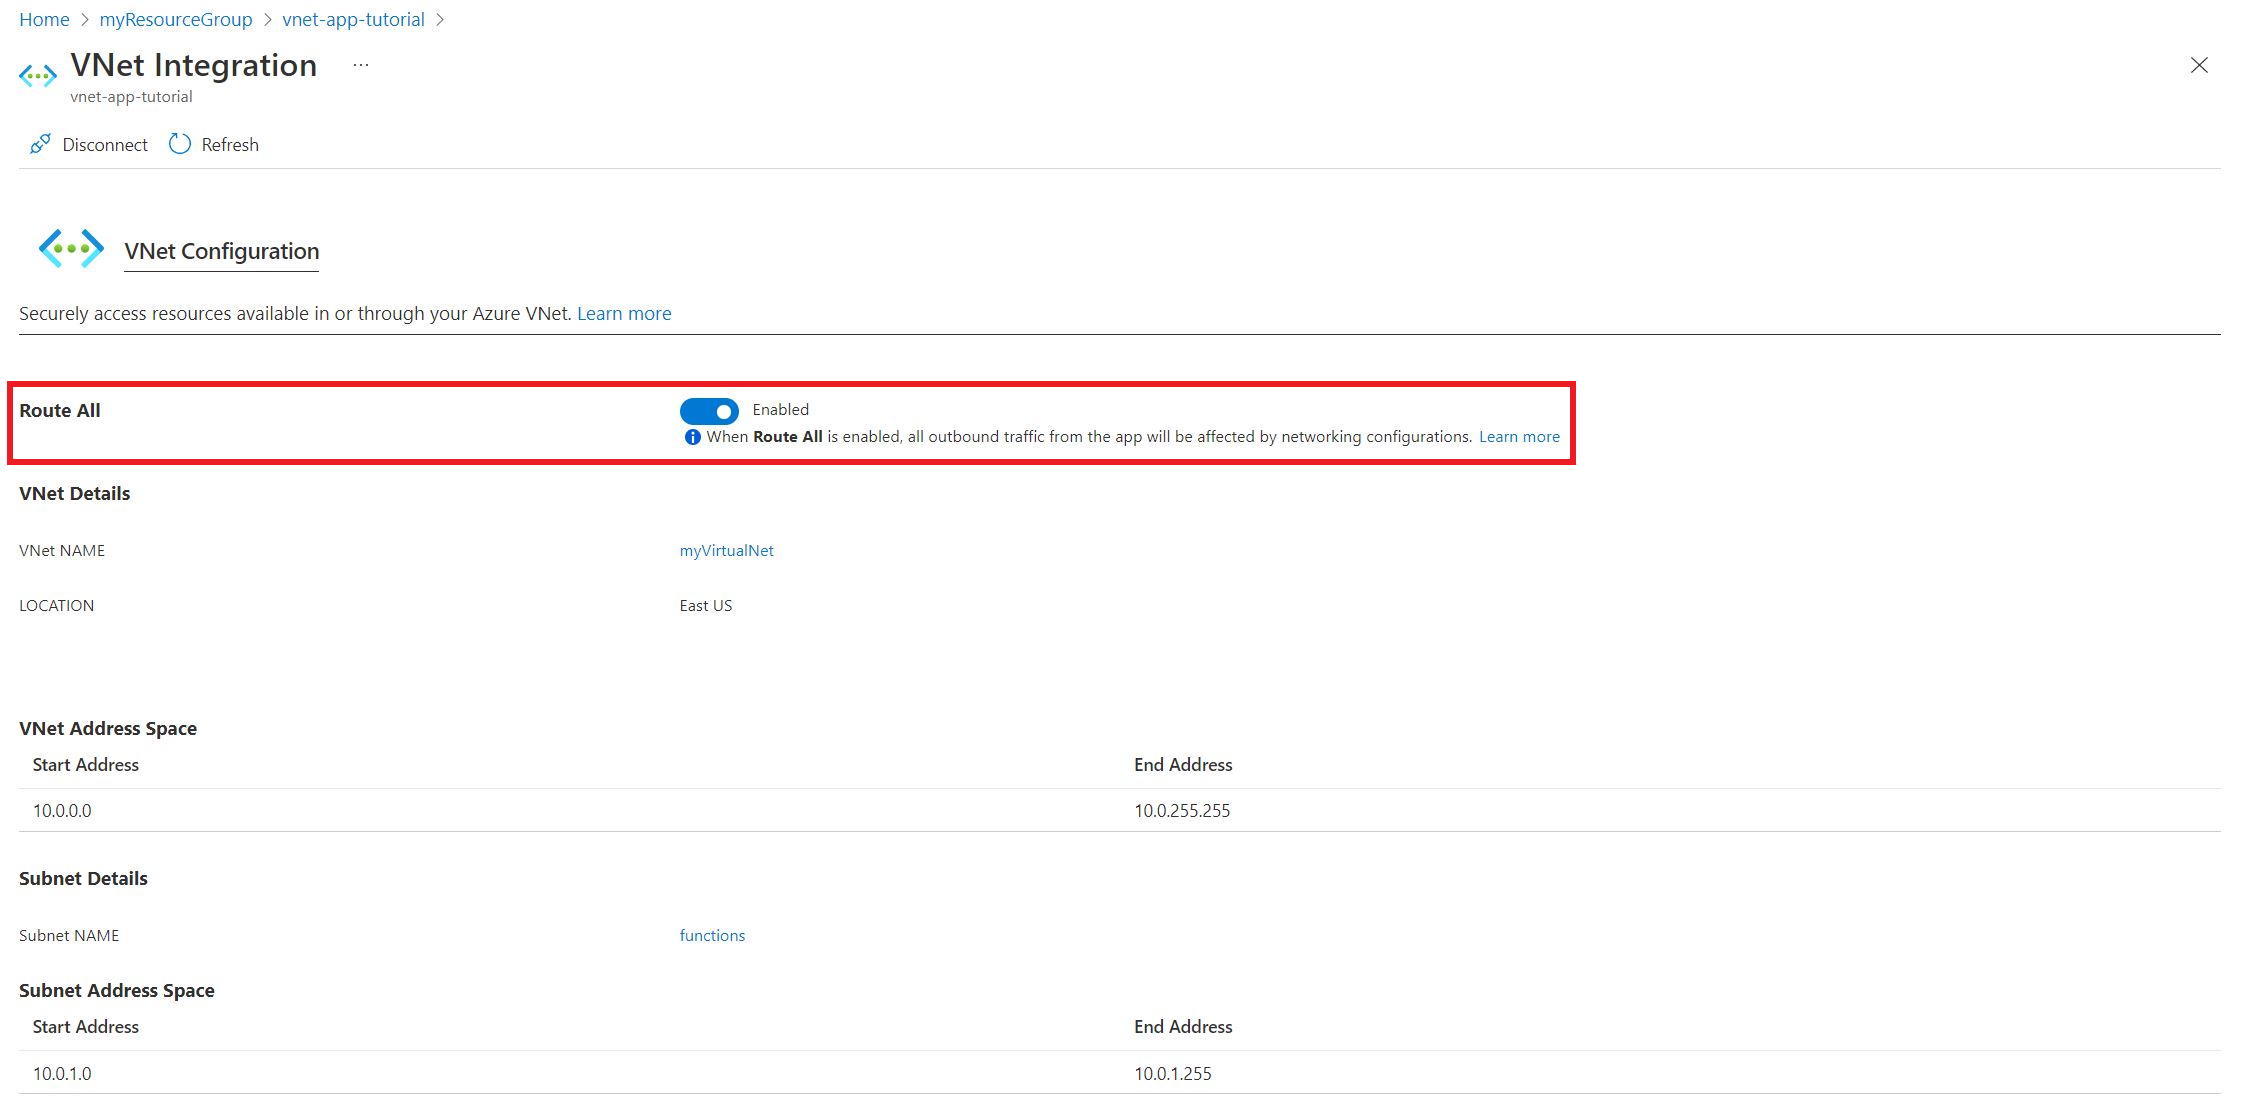 Home > myResourceGroup > vnet-app-tutorial >
VNet Integration ...
vnet-app-tutorial
Disconnect Refresh
VNet Configuration
Securely access resources available in or through your Azure VNet. Learn more
Route All Enabled
When Route All is enabled, all outbound traffic from the app will be affected by networking configurations. Learn more
VNet Details
VNet NAME myVirtualNet
LOCATION East US
VNet Address Space
Start Address End Address
10.0.0.0 10.0.255.255
Subnet Details
Subnet NAME functions
Subnet Address Space
Start Address End Address
10.0.1.0 10.0.1.255